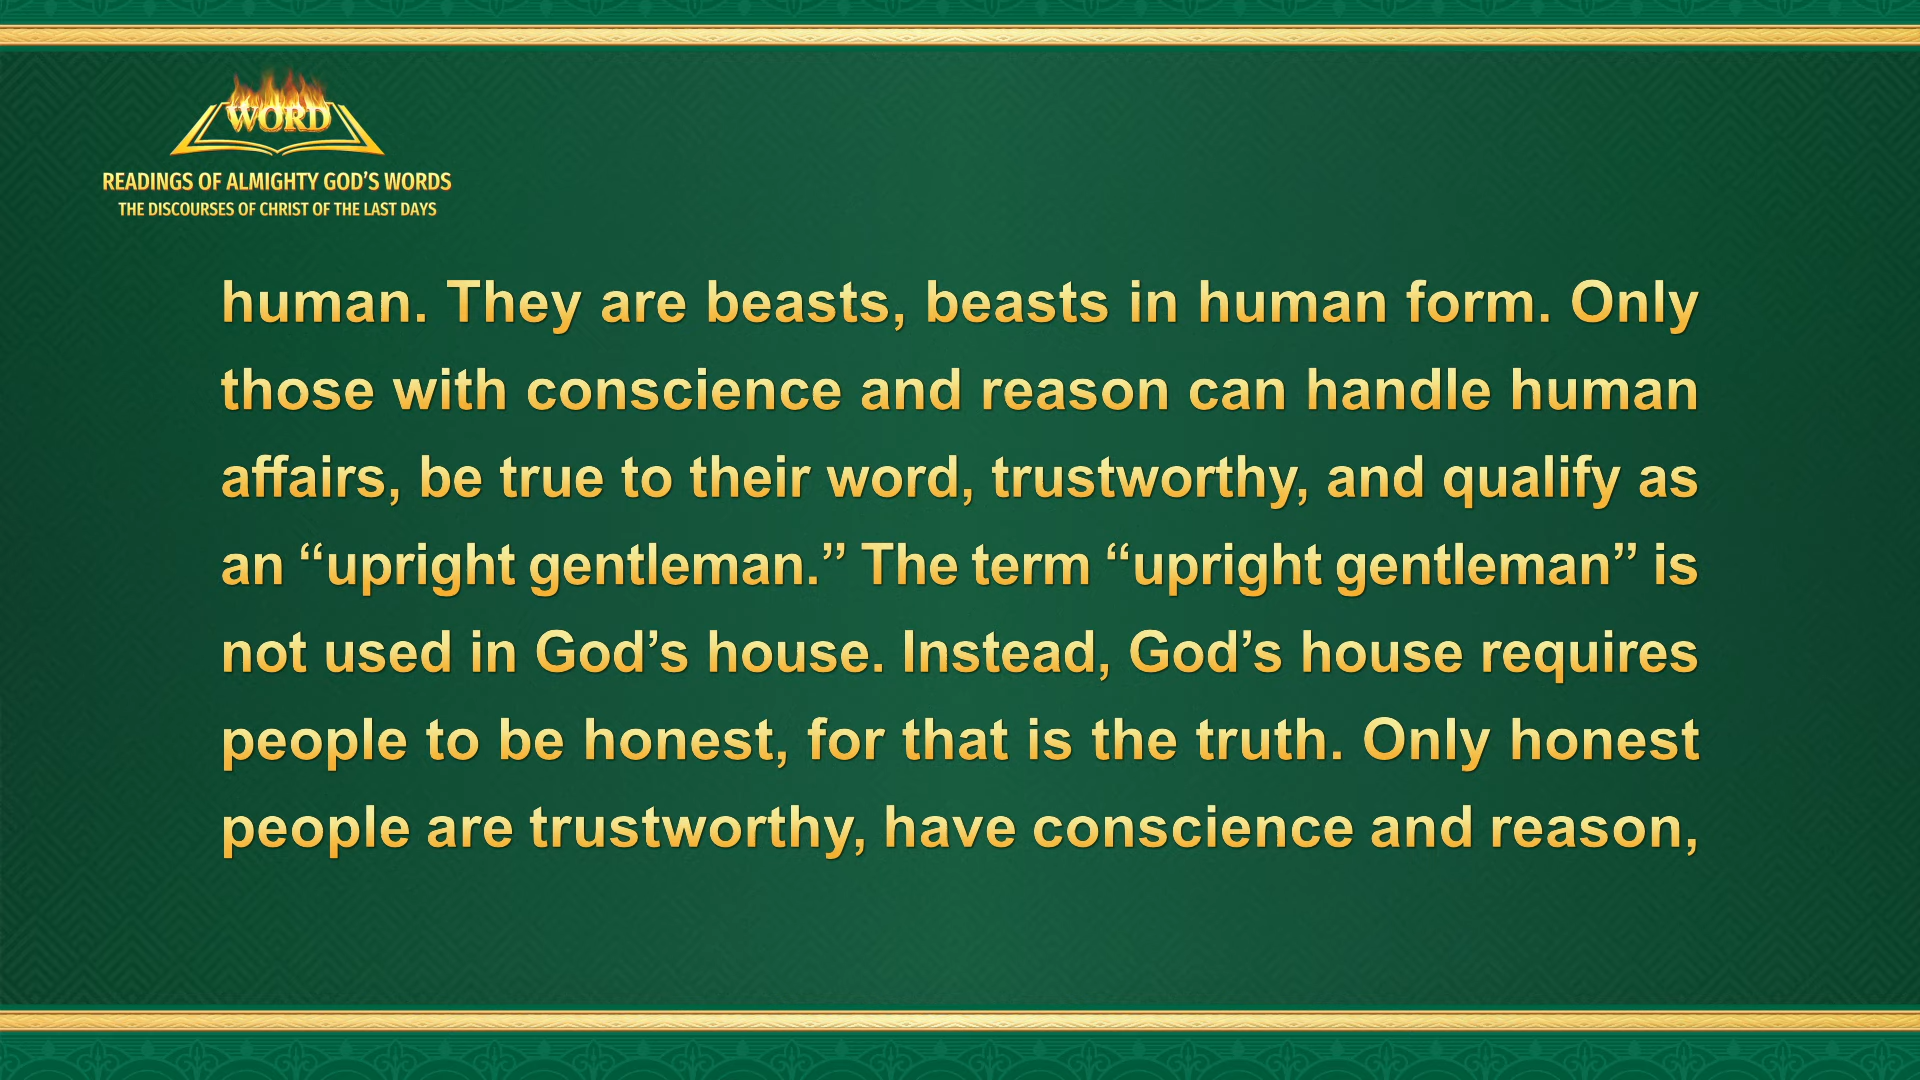 WORD
READINGS OF ALMIGHTY GOD’S WORDS
THE DISCOURSES OF CHRIST OF THE LAST DAYS
human. They are beasts, beasts in human form. Only
those with conscience and reason can handle human
affairs, be true to their word, trustworthy, and qualify as
an “upright gentleman.” The term “upright gentleman” is
not used in God’s house. Instead, God’s house requires
people to be honest, for that is the truth. Only honest
people are trustworthy, have conscience and reason,